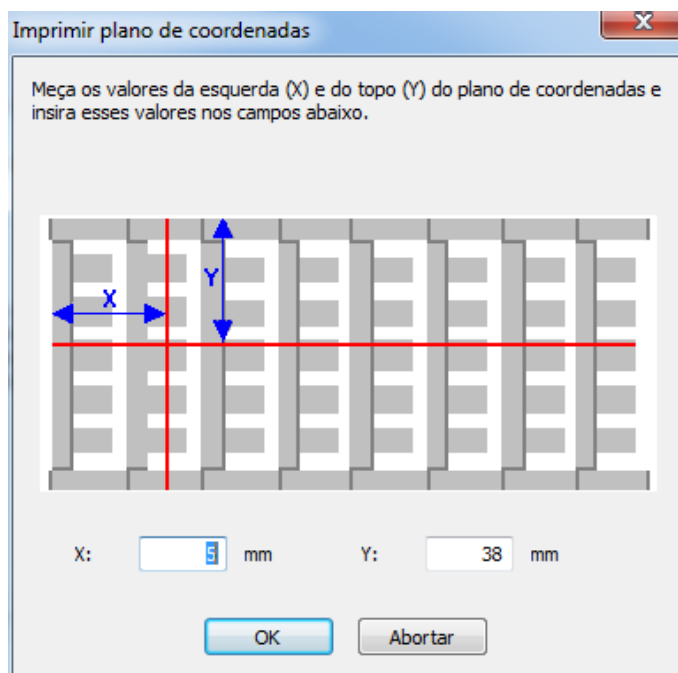 Imprimir plano de coordenadas
Meça os valores da esquerda (X) e do topo (Y) do plano de coordenadas e
insira esses valores nos campos abaixo.
Y
X
X: 5 mm Y: 38 mm
OK Abortar